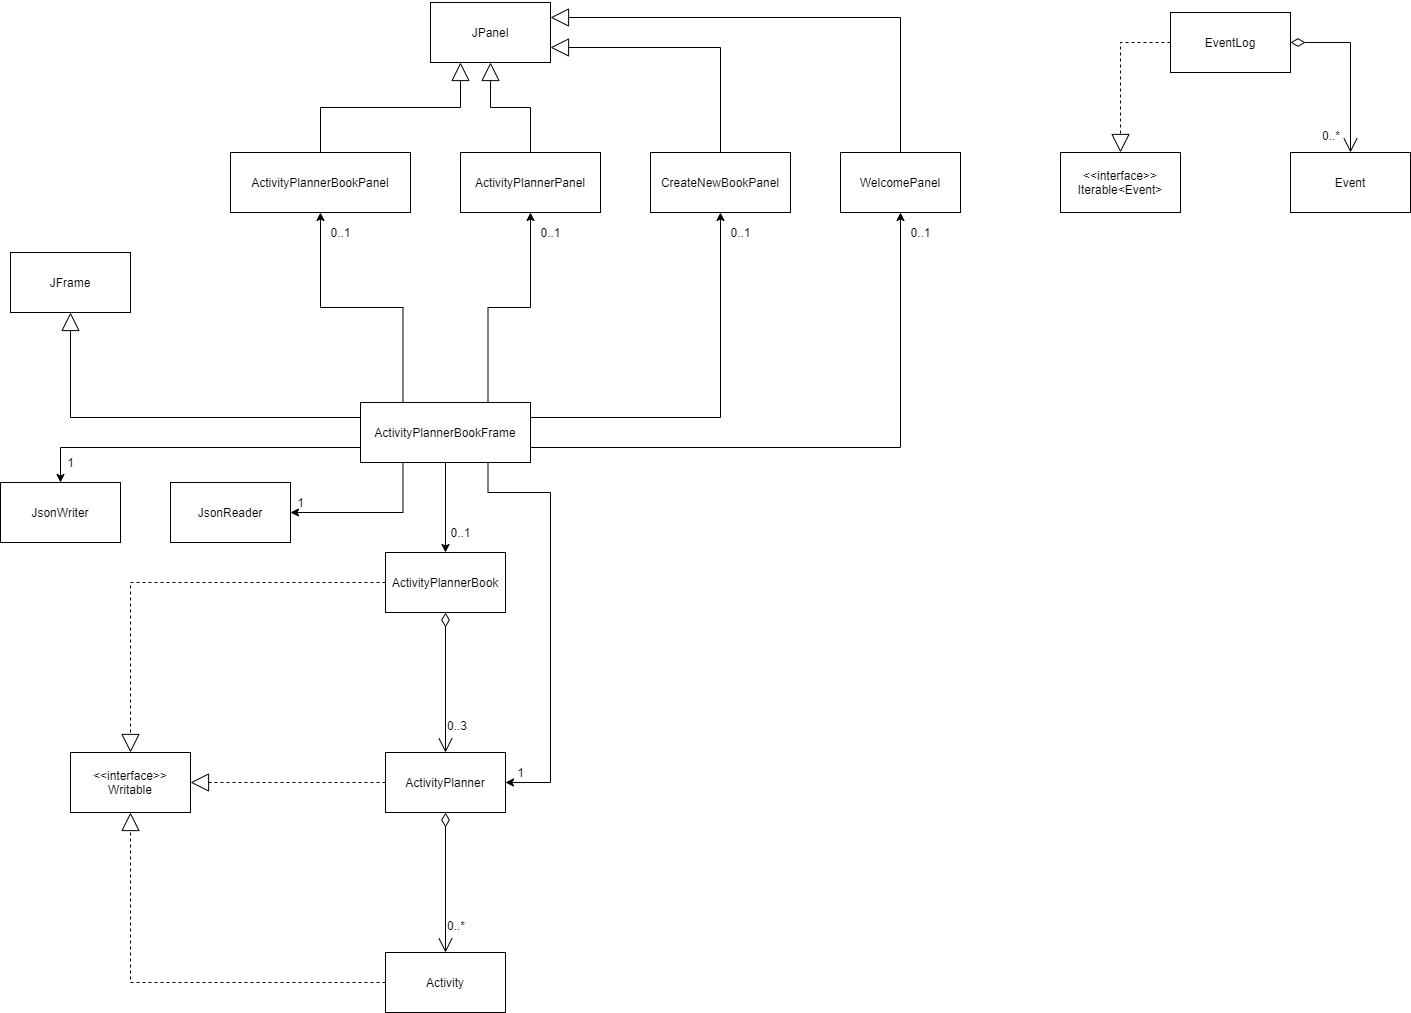 JPanel
EventLog
0..*
ActivityPlannerBookPanel
ActivityPlannerPanel
CreateNewBookPanel
WelcomePanel
<<interface>>
Iterable<Event>
Event
0..1
0..1
0..1
0..1
JFrame
ActivityPlannerBookFrame
1
JsonWriter
1
JsonReader
0..1
ActivityPlannerBook
0..3
<<interface>>
Writable
ActivityPlanner
1
0..*
Activity